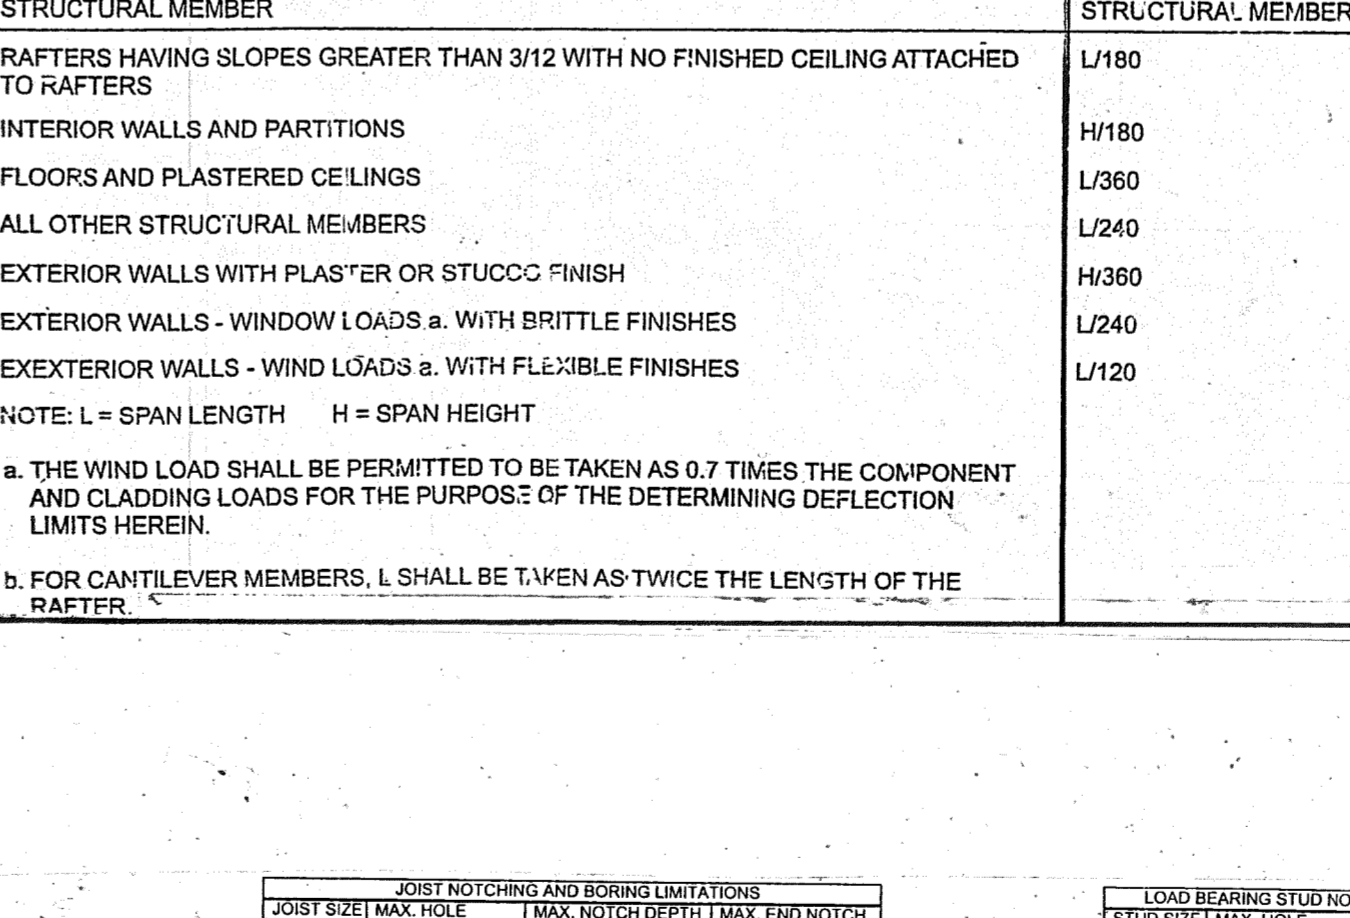 STRUCTURAL MEMBER STRUCTURAL MEMBER
RAFTERS HAVING SLOPES GREATER THAN 3/12 WITH NO FINISHED CEILING ATTACHED L/180
TO RAFTERS
INTERIOR WALLS AND PARTITIONS H/180
FLOORS AND PLASTERED CEILINGS L/360
ALL OTHER STRUCTURAL MEMBERS L/240
EXTERIOR WALLS WITH PLASTER OR STUCCO FINISH H/360
EXTERIOR WALLS - WINDOW LOADS a. WITH BRITTLE FINISHES L/240
EXEXTERIOR WALLS - WIND LOADS a. WITH FLEXIBLE FINISHES L/120
NOTE: L = SPAN LENGTH H = SPAN HEIGHT
a. THE WIND LOAD SHALL BE PERMITTED TO BE TAKEN AS 0.7 TIMES THE COMPONENT
AND CLADDING LOADS FOR THE PURPOSE OF THE DETERMINING DEFLECTION
LIMITS HEREIN.
b. FOR CANTILEVER MEMBERS, L SHALL BE TAKEN AS TWICE THE LENGTH OF THE
RAFTER.
JOIST NOTCHING AND BORING LIMITATIONS LOAD BEARING STUD NO
JOIST SIZE MAX. HOLE MAX. NOTCH DEPTH MAX. END NOTCH STUD SIZE MAX. HOLE